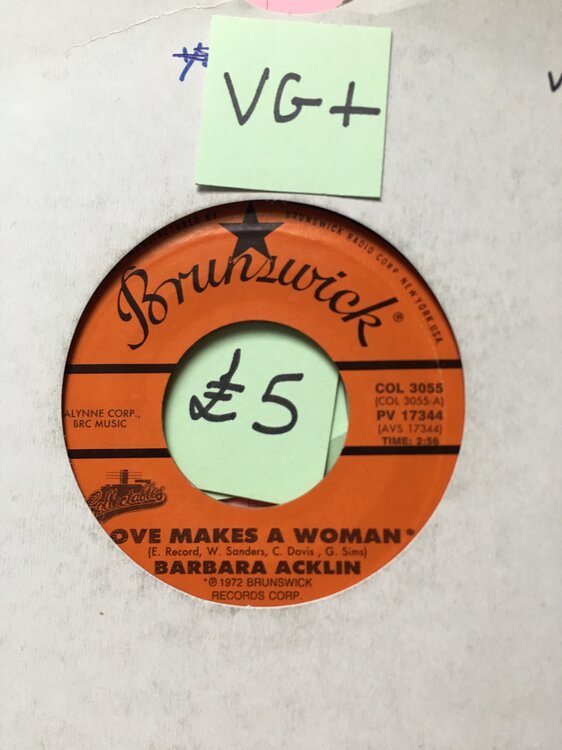 VG+
BRUNSWICK RADIO CORP. NEW YORK, USA
Brunswick®
COL 3055
(COL 3055-A)
PV 17344
(AVS 17344)
TIME: 2:56
ALYNNE CORP.,
BRC MUSIC
£5
Collectables
OVE MAKES A WOMAN*
(E. Record, W. Sanders, C. Davis , G. Sims)
BARBARA ACKLIN
*℗ 1972 BRUNSWICK
RECORDS CORP.